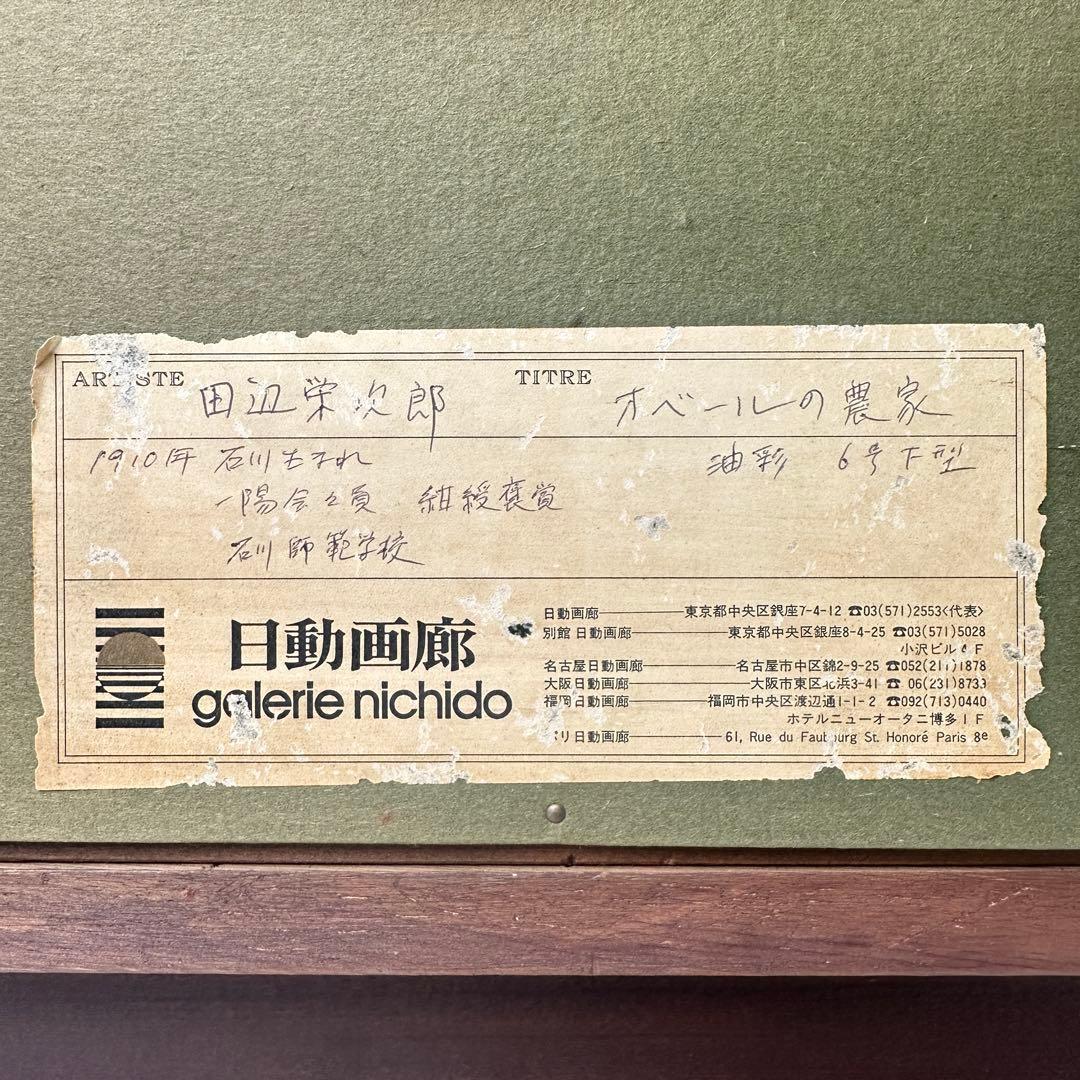 ARTISTE 田辺栄次郎 TITRE オベールの農家
1910年 石川生まれ 油彩 6号F型
一陽会々員 紺綬褒賞
石川師範学校
日動画廊
galerie nichido
日動画廊――東京都中央区銀座7-4-12 ☎03(571)2553<代表>
別館 日動画廊――東京都中央区銀座8-4-25 ☎03(571)5028
小沢ビル4F
名古屋日動画廊――名古屋市中区錦2-9-25 ☎052(211)1878
大阪日動画廊――大阪市東区北浜3-41 ☎ 06(231)8733
福岡日動画廊――福岡市中央区渡辺通1-1-2 ☎092(713)0440
ホテルニューオータニ博多1F
パリ日動画廊――61, Rue du Faubourg St. Honoré Paris 8e